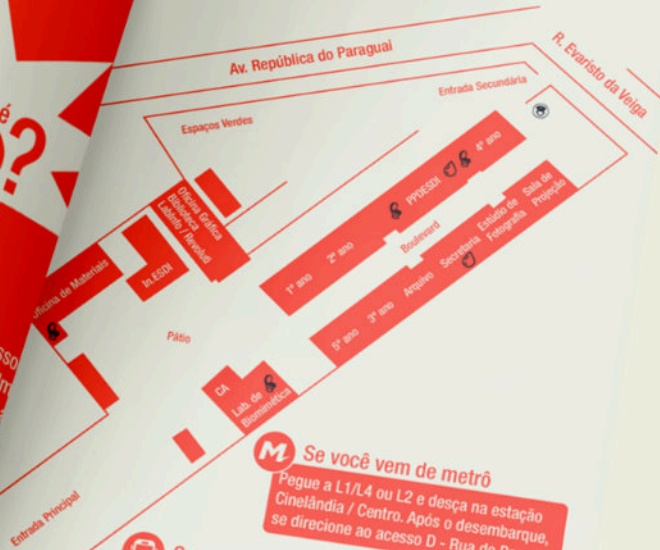 é
?
Av. República do Paraguai
R. Evaristo da Veiga
Entrada Secundária
Espaços Verdes
Oficina Gráfica
Biblioteca
LabInfo / Revoluti
In.ESDI
Oficina de Materiais
1º ano
2º ano
PPDESDI
4º ano
Boulevard
5º ano
3º ano
Arquivo
Secretaria
Estúdio de
Fotografia
Sala de
Projeção
Pátio
CA
Lab. de
Biomimética
Entrada Principal
M
Se você vem de metrô
Pegue a L1/L4 ou L2 e desça na estação
Cinelândia / Centro. Após o desembarque,
se direcione ao acesso D - Rua do